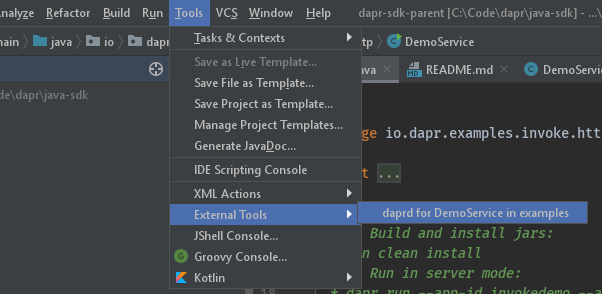 nalyze Refactor Build Run Tools VCS Window Help dapr-sdk-parent [C:\Code\dapr\java-sdk] - ...\
main java io dapr tp DemoService
Tasks & Contexts
Save as Live Template...
ava README.md DemoServic
Save File as Template...
de\dapr\java-sdk
Save Project as Template...
Manage Project Templates...
ge io.dapr.examples.invoke.htt
Generate JavaDoc...
IDE Scripting Console
t ...
XML Actions
External Tools
daprd for DemoService in examples
JShell Console...
Build and install jars:
Groovy Console...
n clean install
Kotlin
Run in server mode:
18 * dapr run --app-id invokedemo --a